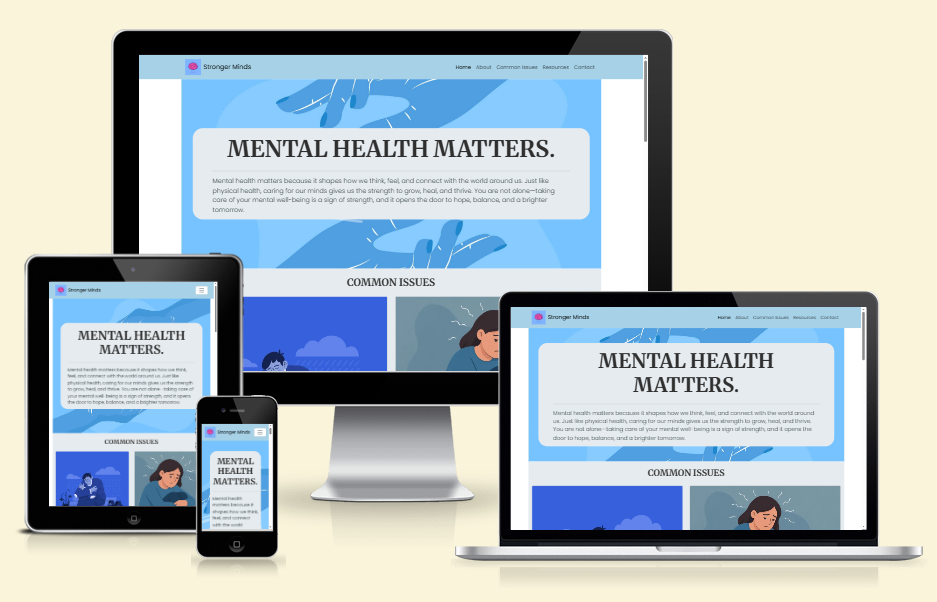 Stronger Minds
Home About Common Issues Resources Contact
MENTAL HEALTH MATTERS.
Mental health matters because it shapes how we think, feel, and connect with the world around us. Just like
physical health, caring for our minds gives us the strength to grow, heal, and thrive. You are not alone—taking
care of your mental well-being is a sign of strength, and it opens the door to hope, balance, and a brighter
tomorrow.
COMMON ISSUES
Stronger Minds
MENTAL HEALTH
MATTERS.
Mental health matters because it shapes how we think,
feel, and connect with the world around us. Just like
physical health, caring for our minds gives us the strength
to grow, heal, and thrive. You are not alone—taking care of
your mental well-being is a sign of strength, and it opens
the door to hope, balance, and a brighter tomorrow.
COMMON ISSUES
Stronger Minds
MENTAL
HEALTH
MATTERS.
Mental health
matters because it
shapes how we think,
feel, and connect
with the world
Stronger Minds
Home About Common Issues Resources Contact
MENTAL HEALTH
MATTERS.
Mental health matters because it shapes how we think, feel, and connect with the world around
us. Just like physical health, caring for our minds gives us the strength to grow, heal, and thrive.
You are not alone—taking care of your mental well-being is a sign of strength, and it opens the
door to hope, balance, and a brighter tomorrow.
COMMON ISSUES